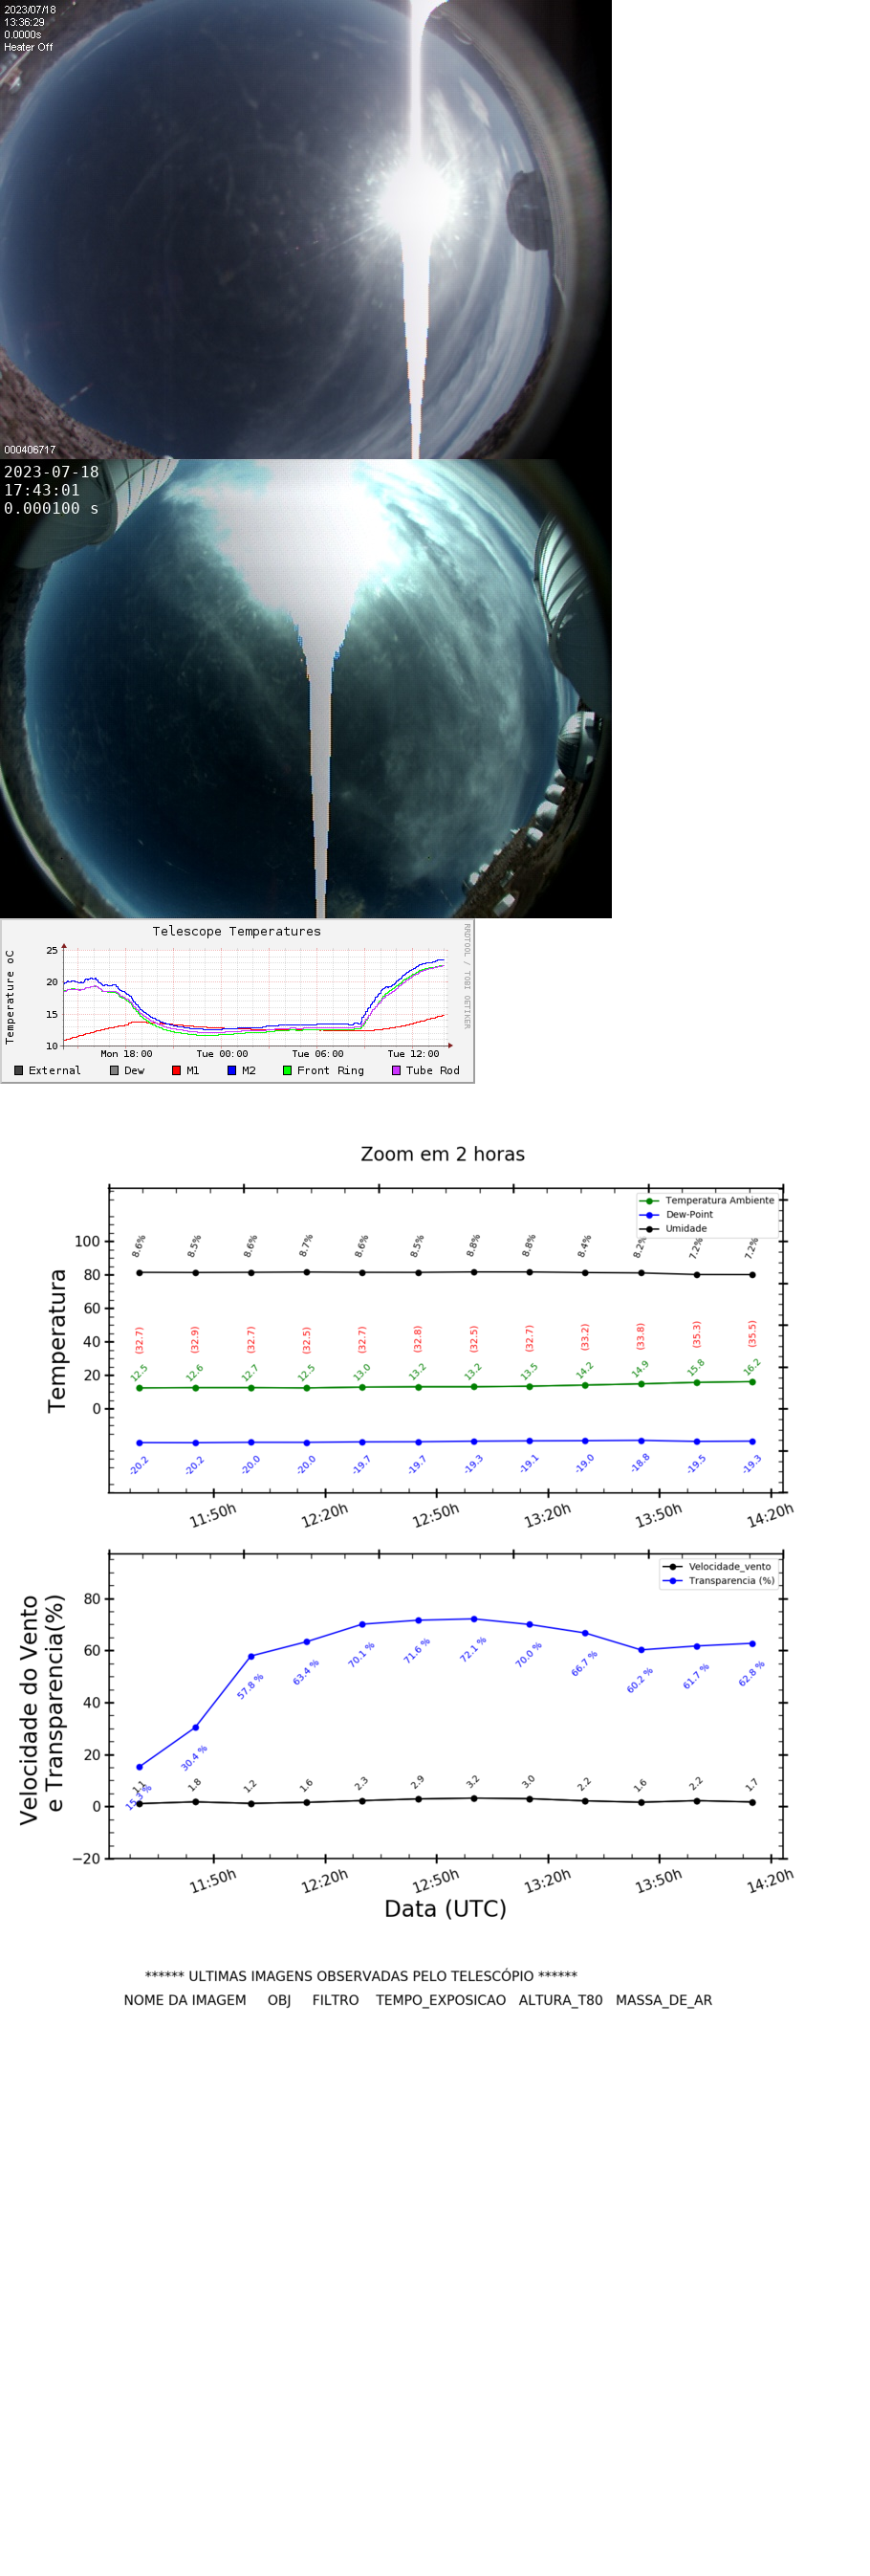 2023/07/18
13:36:29
0.0000s
Heater Off
000406717
2023-07-18
17:43:01
0.000100 s
Telescope Temperatures
RRDTOOL / TOBI OETIKER
Temperature oC
25
20
15
10
Mon 18:00 Tue 00:00 Tue 06:00 Tue 12:00
External Dew M1 M2 Front Ring Tube Rod
Zoom em 2 horas
Temperatura Ambiente
Dew-Point
Umidade
Temperatura
100
80
60
40
20
0
8.6% 8.5% 8.6% 8.7% 8.6% 8.5% 8.8% 8.8% 8.4% 8.2% 7.2% 7.2%
(32.7) (32.9) (32.7) (32.5) (32.7) (32.8) (32.5) (32.7) (33.2) (33.8) (35.3) (35.5)
12.5 12.6 12.7 12.5 13.0 13.2 13.2 13.5 14.2 14.9 15.8 16.2
-20.2 -20.2 -20.0 -20.0 -19.7 -19.7 -19.3 -19.1 -19.0 -18.8 -19.5 -19.3
11:50h 12:20h 12:50h 13:20h 13:50h 14:20h
Velocidade_vento
Transparencia (%)
Velocidade do Vento
e Transparencia(%)
80
60
40
20
0
−20
15.3 % 30.4 % 57.8 % 63.4 % 70.1 % 71.6 % 72.1 % 70.0 % 66.7 % 60.2 % 61.7 % 62.8 %
1.1 1.8 1.2 1.6 2.3 2.9 3.2 3.0 2.2 1.6 2.2 1.7
11:50h 12:20h 12:50h 13:20h 13:50h 14:20h
Data (UTC)
****** ULTIMAS IMAGENS OBSERVADAS PELO TELESCÓPIO ******
NOME DA IMAGEM OBJ FILTRO TEMPO_EXPOSICAO ALTURA_T80 MASSA_DE_AR